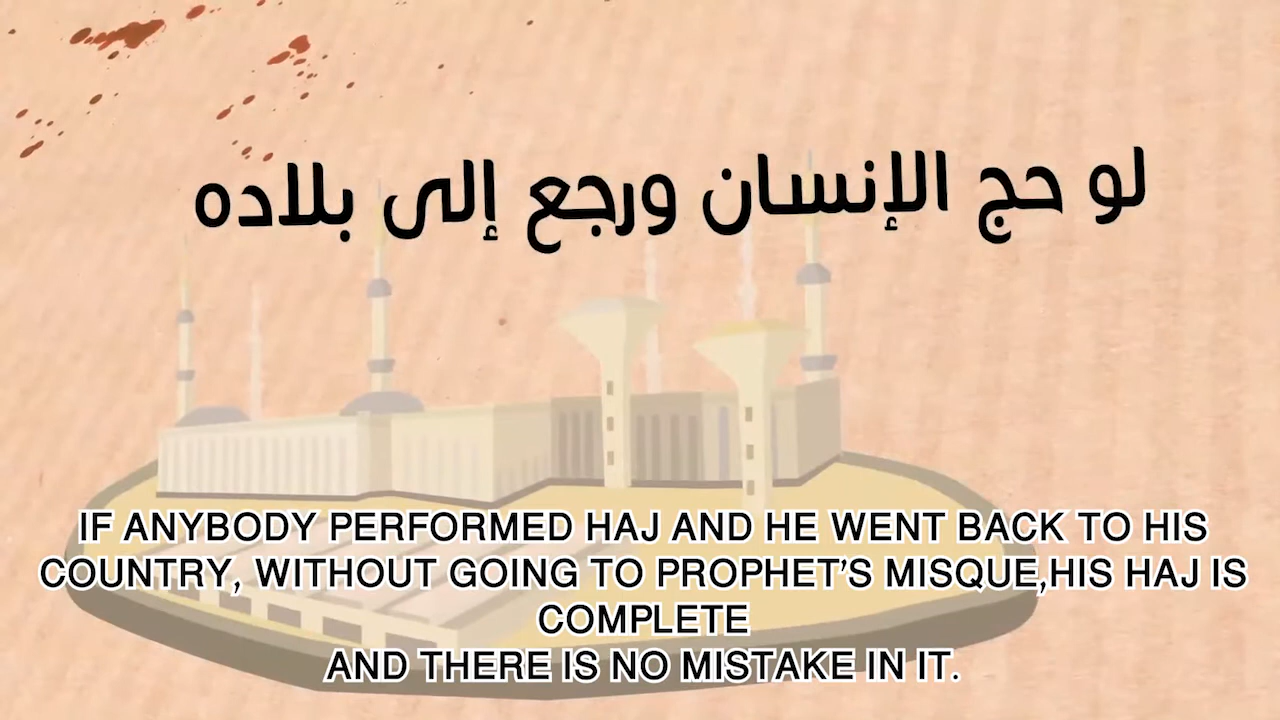 لو حج الإنسان ورجع إلى بلاده
IF ANYBODY PERFORMED HAJ AND HE WENT BACK TO HIS
COUNTRY, WITHOUT GOING TO PROPHET’S MISQUE,HIS HAJ IS
COMPLETE
AND THERE IS NO MISTAKE IN IT.